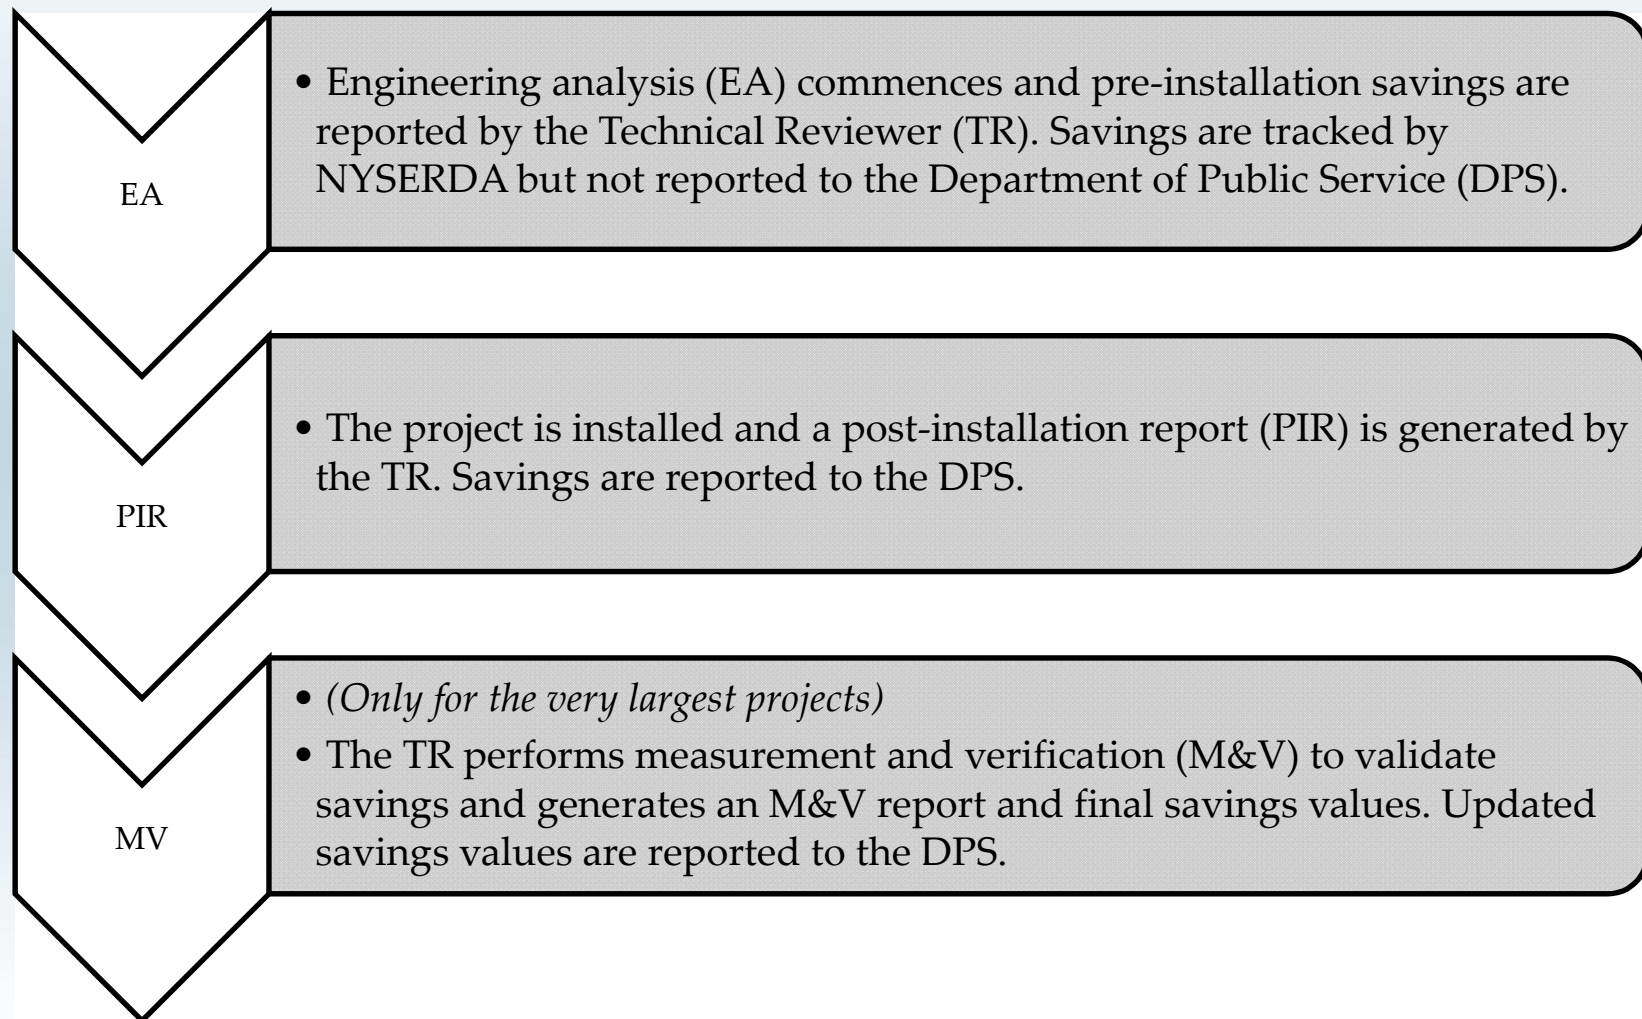 EA
• Engineering analysis (EA) commences and pre-installation savings are
reported by the Technical Reviewer (TR). Savings are tracked by
NYSERDA but not reported to the Department of Public Service (DPS).
PIR
• The project is installed and a post-installation report (PIR) is generated by
the TR. Savings are reported to the DPS.
MV
• (Only for the very largest projects)
• The TR performs measurement and verification (M&V) to validate
savings and generates an M&V report and final savings values. Updated
savings values are reported to the DPS.